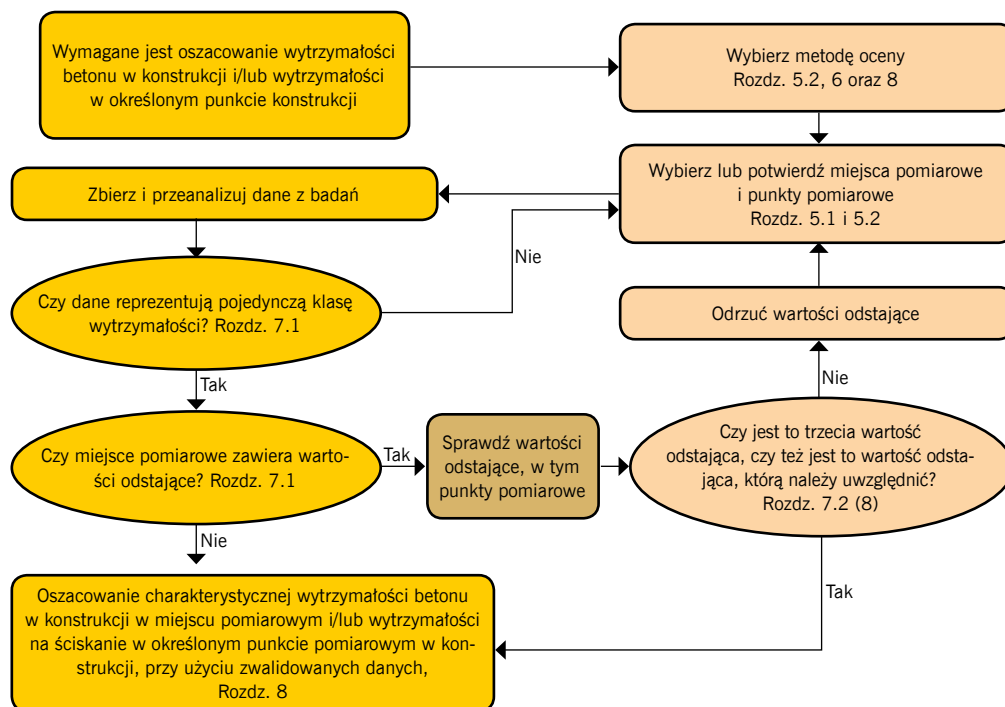 Wymagane jest oszacowanie wytrzymałości
betonu w konstrukcji i/lub wytrzymałości
w określonym punkcie konstrukcji
Wybierz metodę oceny
Rozdz. 5.2, 6 oraz 8
Zbierz i przeanalizuj dane z badań
Wybierz lub potwierdź miejsca pomiarowe
i punkty pomiarowe
Rozdz. 5.1 i 5.2
Nie
Czy dane reprezentują pojedynczą klasę
wytrzymałości? Rozdz. 7.1
Odrzuć wartości odstające
Tak
Nie
Czy miejsce pomiarowe zawiera warto-
ści odstające? Rozdz. 7.1
Tak
Sprawdź wartości
odstające, w tym
punkty pomiarowe
Czy jest to trzecia wartość
odstająca, czy też jest to wartość odsta-
jąca, którą należy uwzględnić?
Rozdz. 7.2 (8)
Nie
Tak
Oszacowanie charakterystycznej wytrzymałości betonu
w konstrukcji w miejscu pomiarowym i/lub wytrzymałości
na ściskanie w określonym punkcie pomiarowym w kon-
strukcji, przy użyciu zwalidowanych danych,
Rozdz. 8